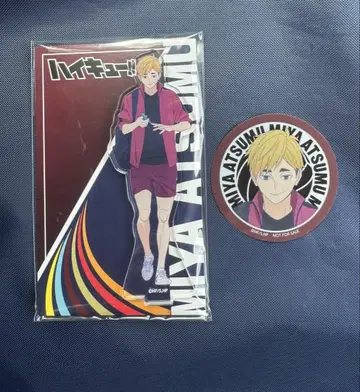 ハイキュー!!
MIYA ATSUMU
MIYA ATSUMU MIYA ATSUMU M
NOT FOR SALE